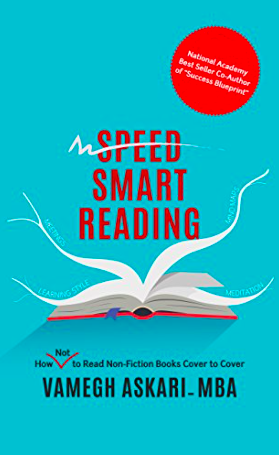 National Academy
Best Seller Co-Author
of "Success Blueprint"
SPEED
SMART
READING
MEETINGS
MIND MAPS
LEARNING STYLE
MEDITATION
Not
How to Read Non-Fiction Books Cover to Cover
VAMEGH ASKARI- MBA